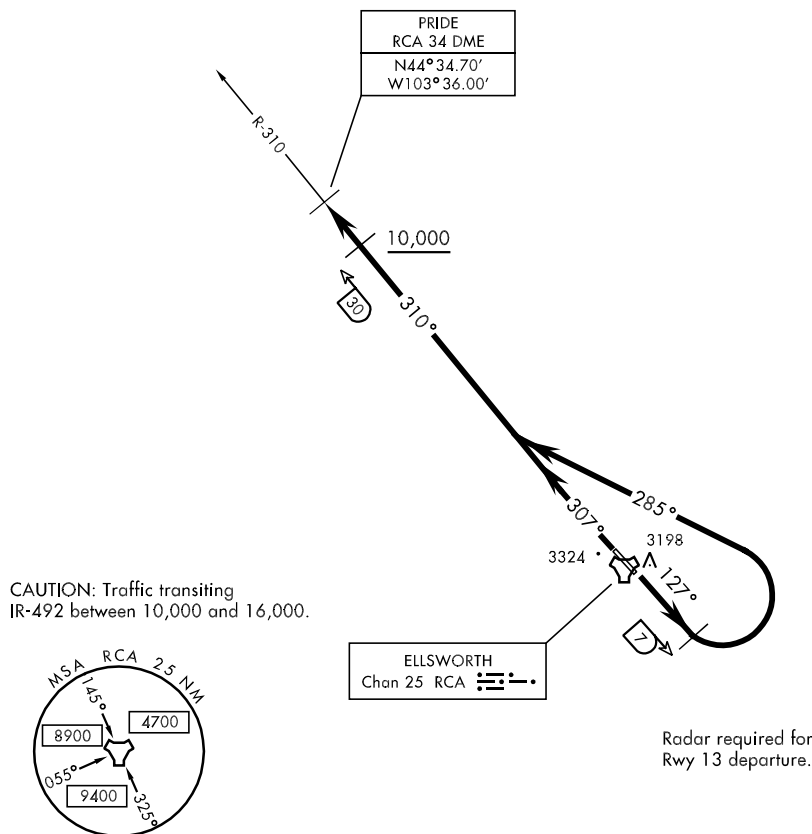 PRIDE
RCA 34 DME
N44°34.70'
W103°36.00'
R-310
10,000
30
310°
285°
307°
3198
3324
127°
7
CAUTION: Traffic transiting
IR-492 between 10,000 and 16,000.
ELLSWORTH
Chan 25 RCA
MSA RCA 25 NM
145°
4700
8900
055°
9400
325°
Radar required for
Rwy 13 departure.